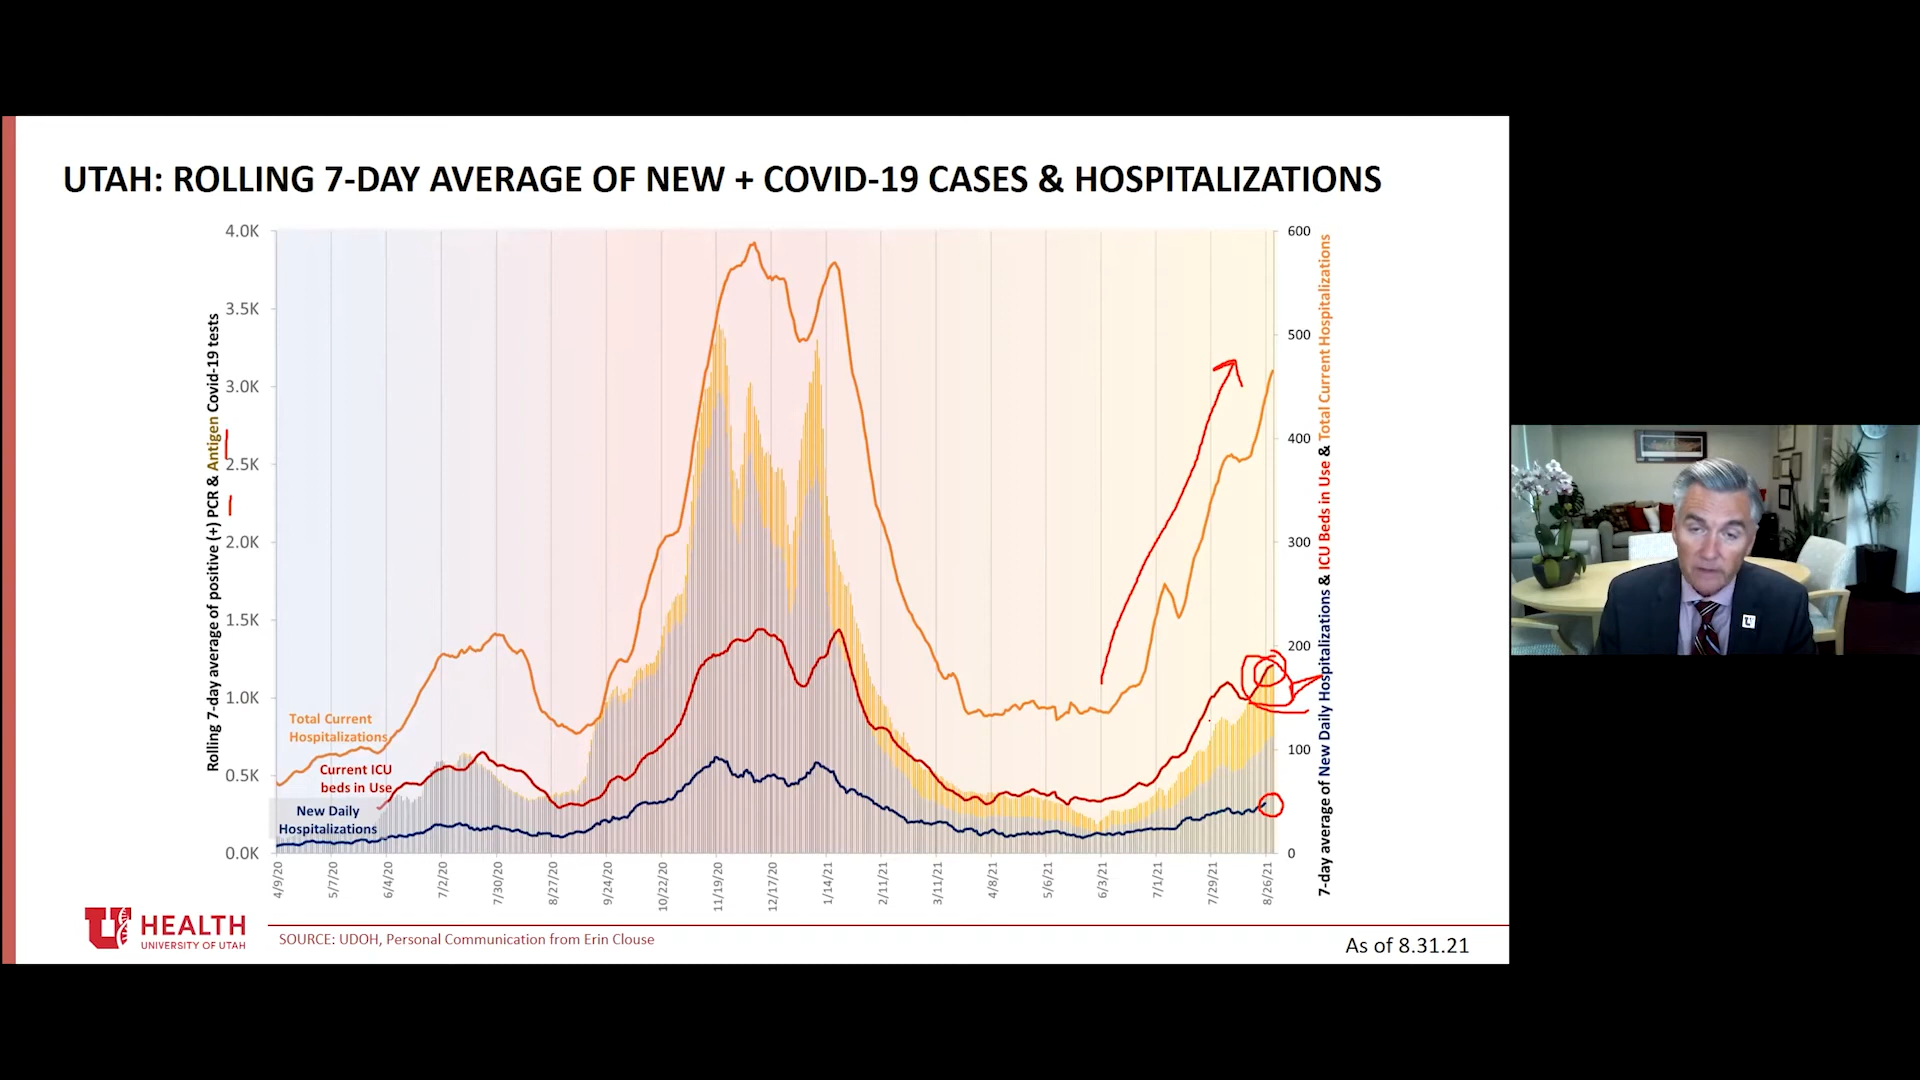 UTAH: ROLLING 7-DAY AVERAGE OF NEW + COVID-19 CASES & HOSPITALIZATIONS
Rolling 7-day average of positive (+) PCR & Antigen Covid-19 tests
4.0K
3.5K
3.0K
2.5K
2.0K
1.5K
1.0K
0.5K
0.0K
Total Current
Hospitalizations
Current ICU
beds in Use
New Daily
Hospitalizations
600
500
400
300
200
100
0
7-day average of New Daily Hospitalizations & ICU Beds in Use & Total Current Hospitalizations
4/9/20
5/7/20
6/4/20
7/2/20
7/30/20
8/27/20
9/24/20
10/22/20
11/19/20
12/17/20
1/14/21
2/11/21
3/11/21
4/8/21
5/6/21
6/3/21
7/1/21
7/29/21
8/26/21
U HEALTH
UNIVERSITY OF UTAH
SOURCE: UDOH, Personal Communication from Erin Clouse
As of 8.31.21